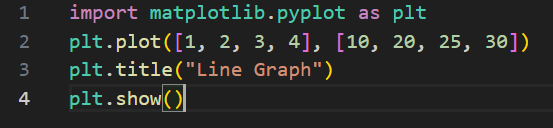 1 import matplotlib.pyplot as plt
2 plt.plot([1, 2, 3, 4], [10, 20, 25, 30])
3 plt.title("Line Graph")
4 plt.show()